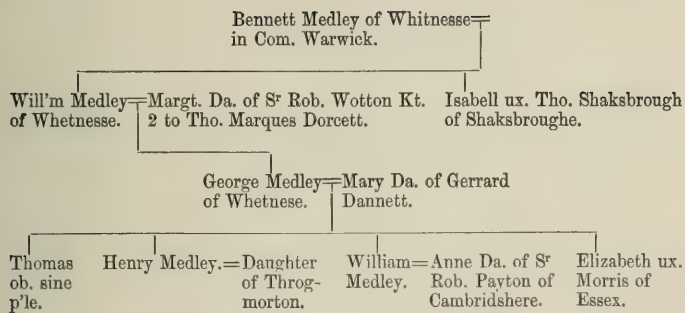 Bennett Medley of Whitnesse=
in Com. Warwick.
Will'm Medley=Margt. Da. of Sr Rob. Wotton Kt.
of Whetnesse. 2 to Tho. Marques Dorcett.
Isabell ux. Tho. Shaksbrough
of Shaksbroughe.
George Medley=Mary Da. of Gerrard
of Whetnese. Dannett.
Thomas
ob. sine
p'le.
Henry Medley.=Daughter
of Throg-
morton.
William=Anne Da. of Sr
Medley. Rob. Payton of
Cambridshere.
Elizabeth ux.
Morris of
Essex.